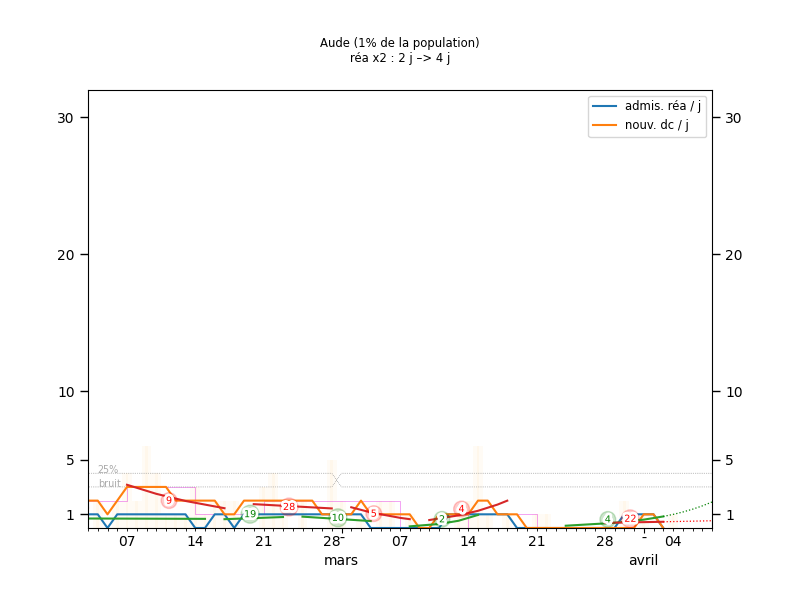 Aude (1% de la population)
réa x2 : 2 j –> 4 j
admis. réa / j
nouv. dc / j
30 30
20 20
10 10
5 5
1 1
25%
bruit
9 19 28 10 5 2 4 4 22
07 14 21 28 - 07 14 21 28 - 04
mars avril